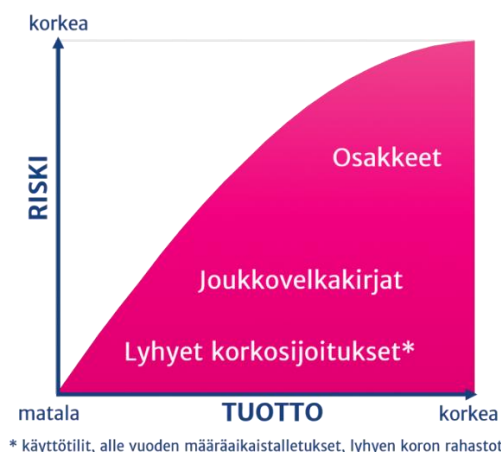 korkea
RISKI
Osakkeet
Joukkovelkakirjat
Lyhyet korkosijoitukset*
matala
TUOTTO
korkea
* käyttötilit, alle vuoden määräaikaistalletukset, lyhyen koron rahastot